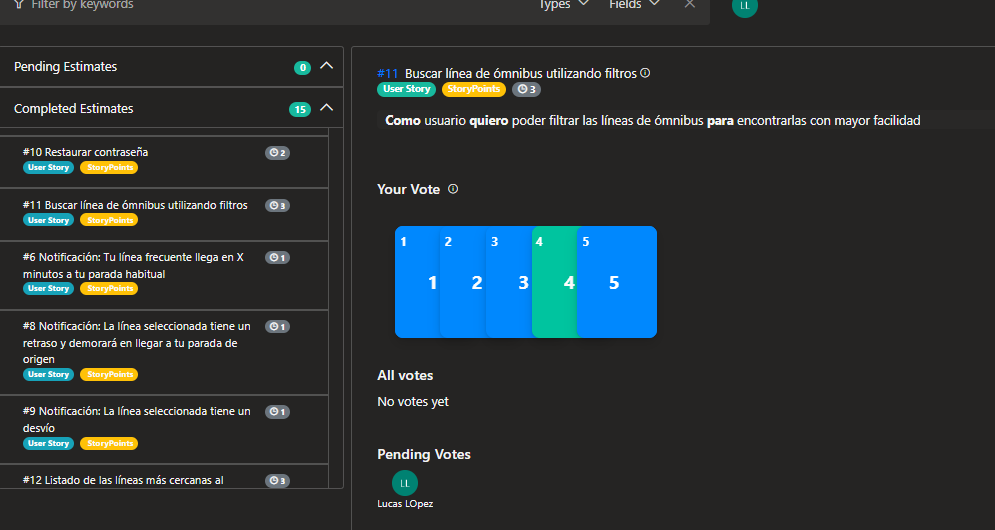 Filter by keywords
Types
Fields
LL
Pending Estimates
0
Completed Estimates
15
#10 Restaurar contraseña
2
User Story
StoryPoints
#11 Buscar línea de ómnibus utilizando filtros
3
User Story
StoryPoints
#6 Notificación: Tu línea frecuente llega en X
1
minutos a tu parada habitual
User Story
StoryPoints
#8 Notificación: La línea seleccionada tiene un
1
retraso y demorará en llegar a tu parada de
origen
User Story
StoryPoints
#9 Notificación: La línea seleccionada tiene un
1
desvío
User Story
StoryPoints
#12 Listado de las líneas más cercanas al
3
#11 Buscar línea de ómnibus utilizando filtros
User Story
StoryPoints
3
Como usuario quiero poder filtrar las líneas de ómnibus para encontrarlas con mayor facilidad
Your Vote
1
2
3
4
5
1
2
3
4
5
All votes
No votes yet
Pending Votes
LL
Lucas LOpez